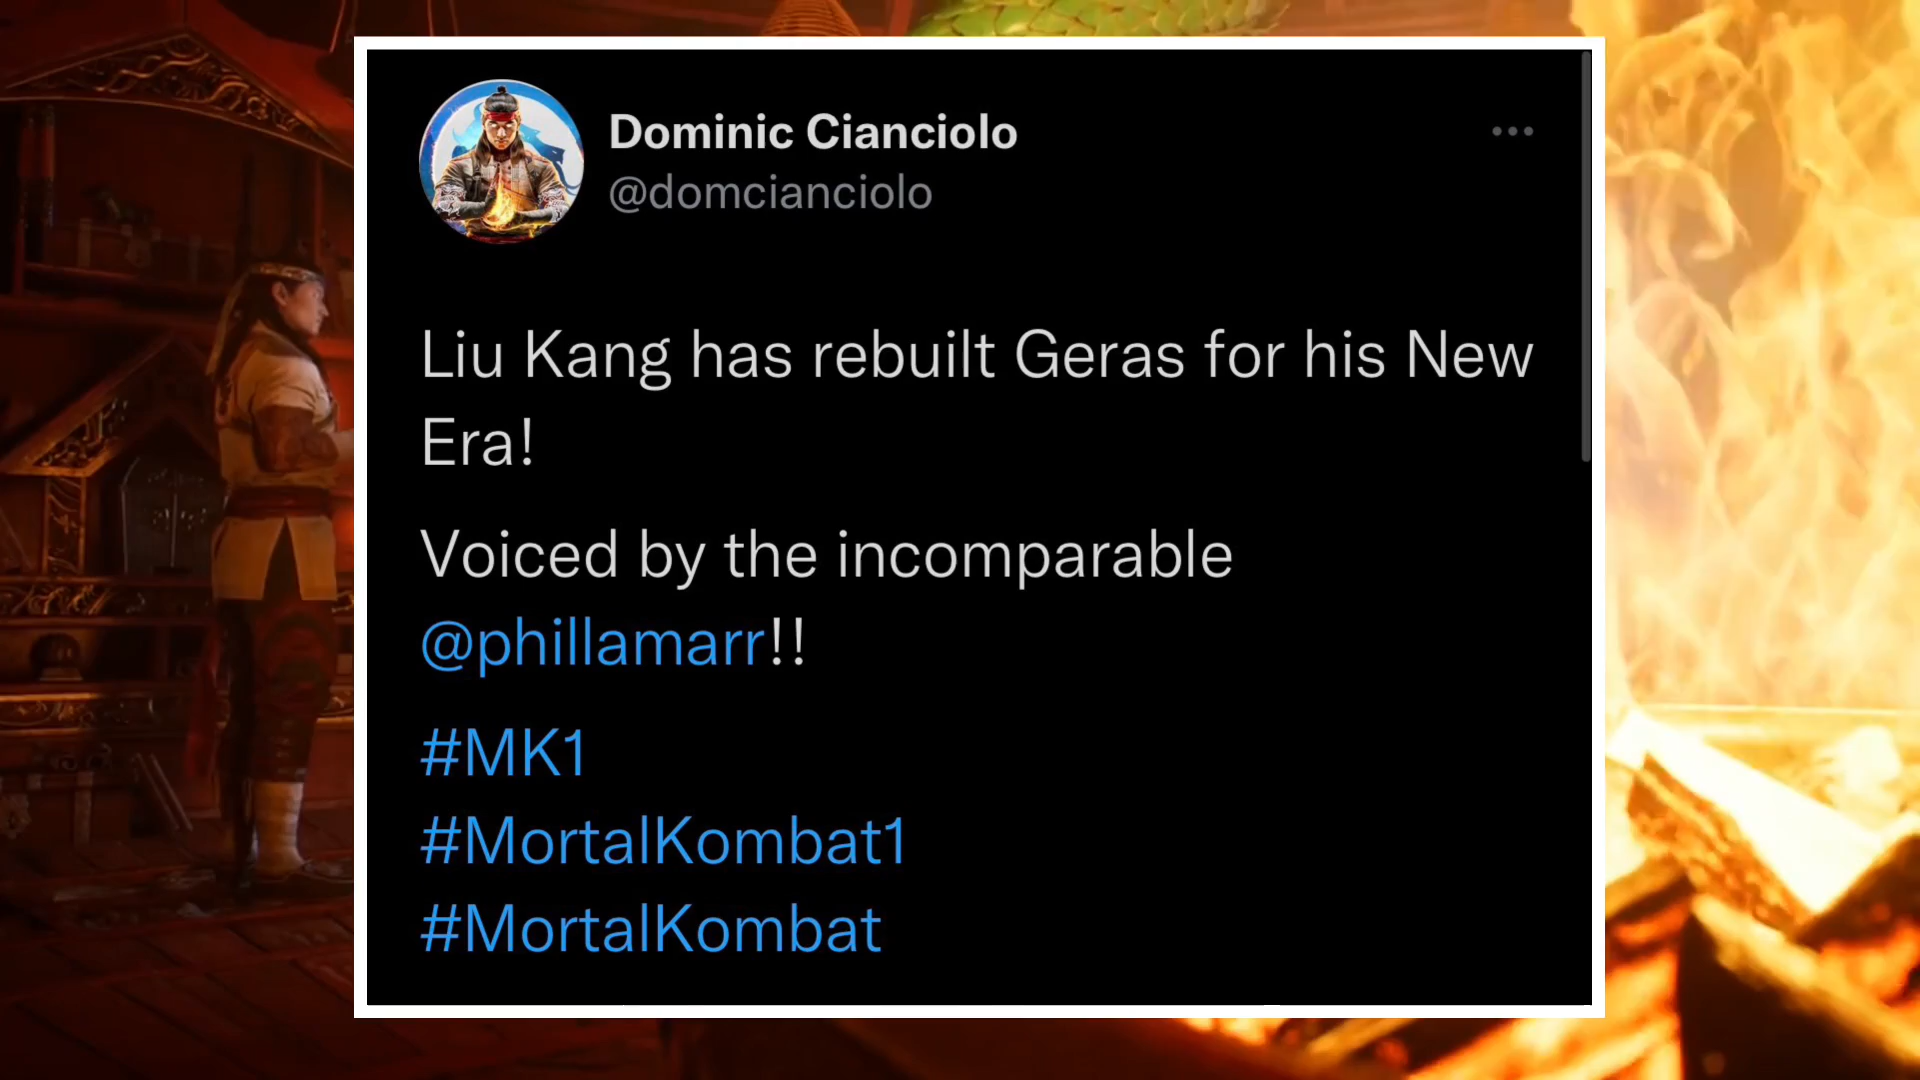 Dominic Cianciolo
@domcianciolo
Liu Kang has rebuilt Geras for his New
Era!
Voiced by the incomparable
@phillamarr!!
#MK1
#MortalKombat1
#MortalKombat